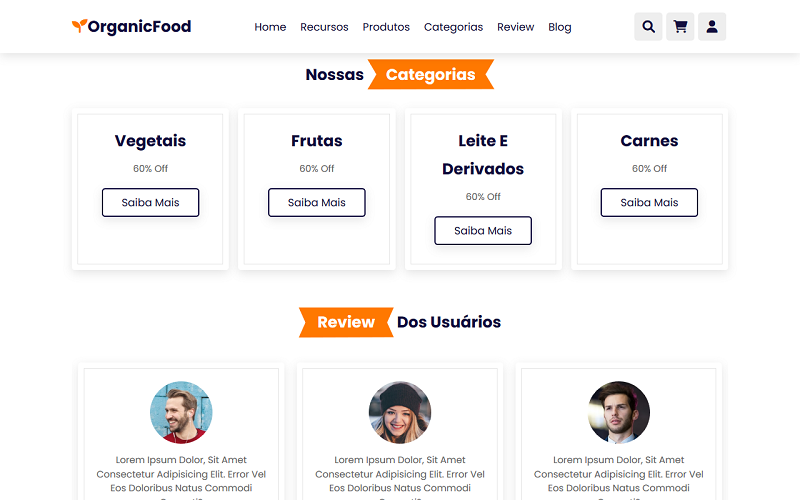 OrganicFood
Home Recursos Produtos Categorias Review Blog
Nossas Categorias
Vegetais
60% Off
Saiba Mais
Frutas
60% Off
Saiba Mais
Leite E
Derivados
60% Off
Saiba Mais
Carnes
60% Off
Saiba Mais
Review Dos Usuários
Lorem Ipsum Dolor, Sit Amet
Consectetur Adipisicing Elit. Error Vel
Eos Doloribus Natus Commodi
Lorem Ipsum Dolor, Sit Amet
Consectetur Adipisicing Elit. Error Vel
Eos Doloribus Natus Commodi
Lorem Ipsum Dolor, Sit Amet
Consectetur Adipisicing Elit. Error Vel
Eos Doloribus Natus Commodi